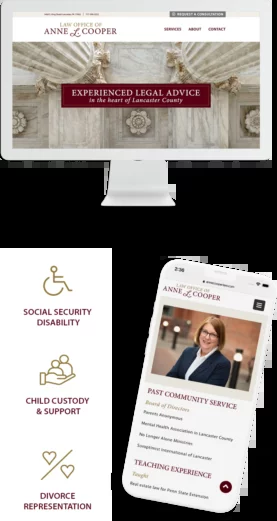 REQUEST A CONSULTATION
LAW OFFICE OF
ANNE L COOPER
SERVICES ABOUT CONTACT
EXPERIENCED LEGAL ADVICE
in the heart of Lancaster County
SOCIAL SECURITY
DISABILITY
CHILD CUSTODY
& SUPPORT
DIVORCE
REPRESENTATION
2:36
LAW OFFICE OF
ANNE L COOPER
PAST COMMUNITY SERVICE
Board of Directors
Parents Anonymous
Mental Health Association in Lancaster County
No Longer Alone Ministries
Soroptimist International of Lancaster
TEACHING EXPERIENCE
Taught
Real estate law for Penn State Extension